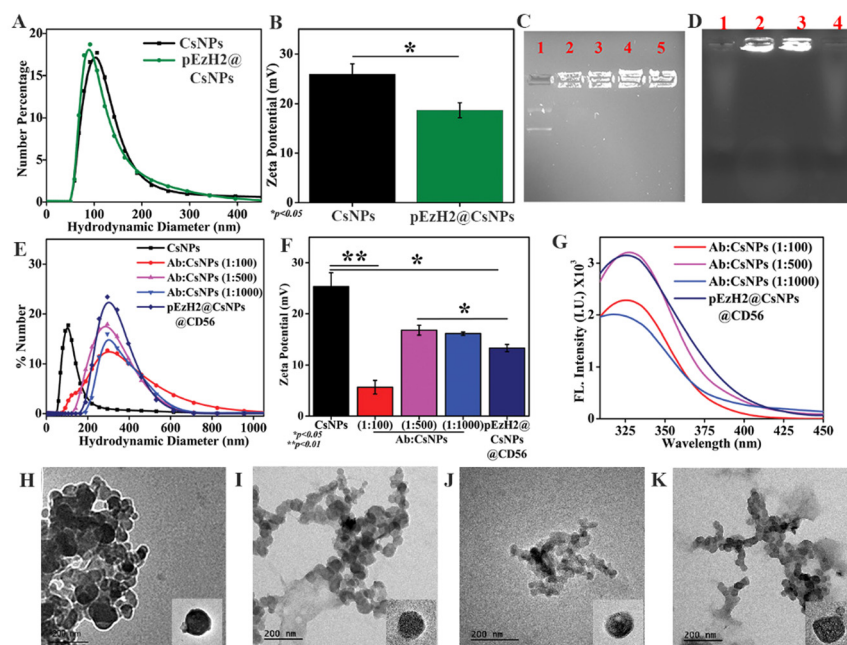 A
CsNPs
pEzH2@
CsNPs
Number Percentage
20
15
10
5
0
0 100 200 300 400
Hydrodynamic Diameter (nm)
B
*
Zeta Potential (mV)
30
20
10
0
*p<0.05
CsNPs pEzH2@CsNPs
C
1 2 3 4 5
D
1 2 3 4
E
CsNPs
Ab:CsNPs (1:100)
Ab:CsNPs (1:500)
Ab:CsNPs (1:1000)
pEzH2@CsNPs
@CD56
% Number
30
20
10
0
0 200 400 600 800 1000
Hydrodynamic Diameter (nm)
F
** *
*
Zeta Potential (mV)
30
20
10
0
CsNPs (1:100) (1:500) (1:1000) pEzH2@
CsNPs
@CD56
Ab:CsNPs
*p<0.05
**p<0.01
G
Ab:CsNPs (1:100)
Ab:CsNPs (1:500)
Ab:CsNPs (1:1000)
pEzH2@CsNPs
@CD56
FL. Intensity (I.U.) X10³
3
2
1
0
325 350 375 400 425 450
Wavelength (nm)
H
200 nm
I
200 nm
J
200 nm
K
200 nm